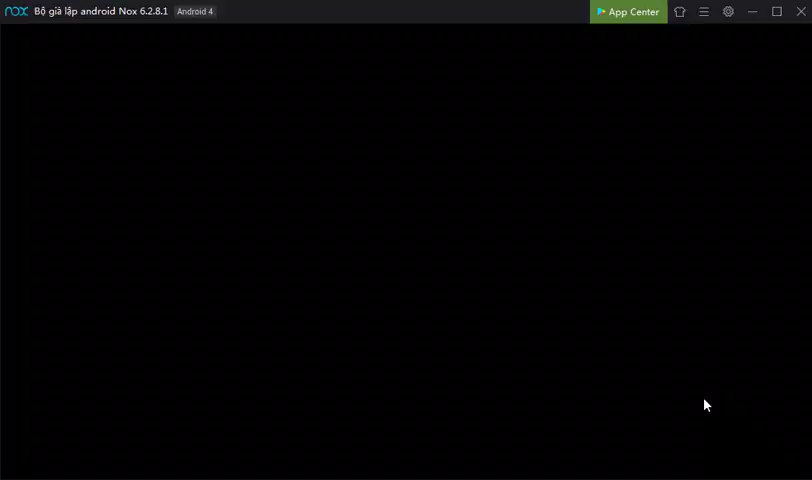 nox Bộ giả lập android Nox 6.2.8.1 Android 4 App Center